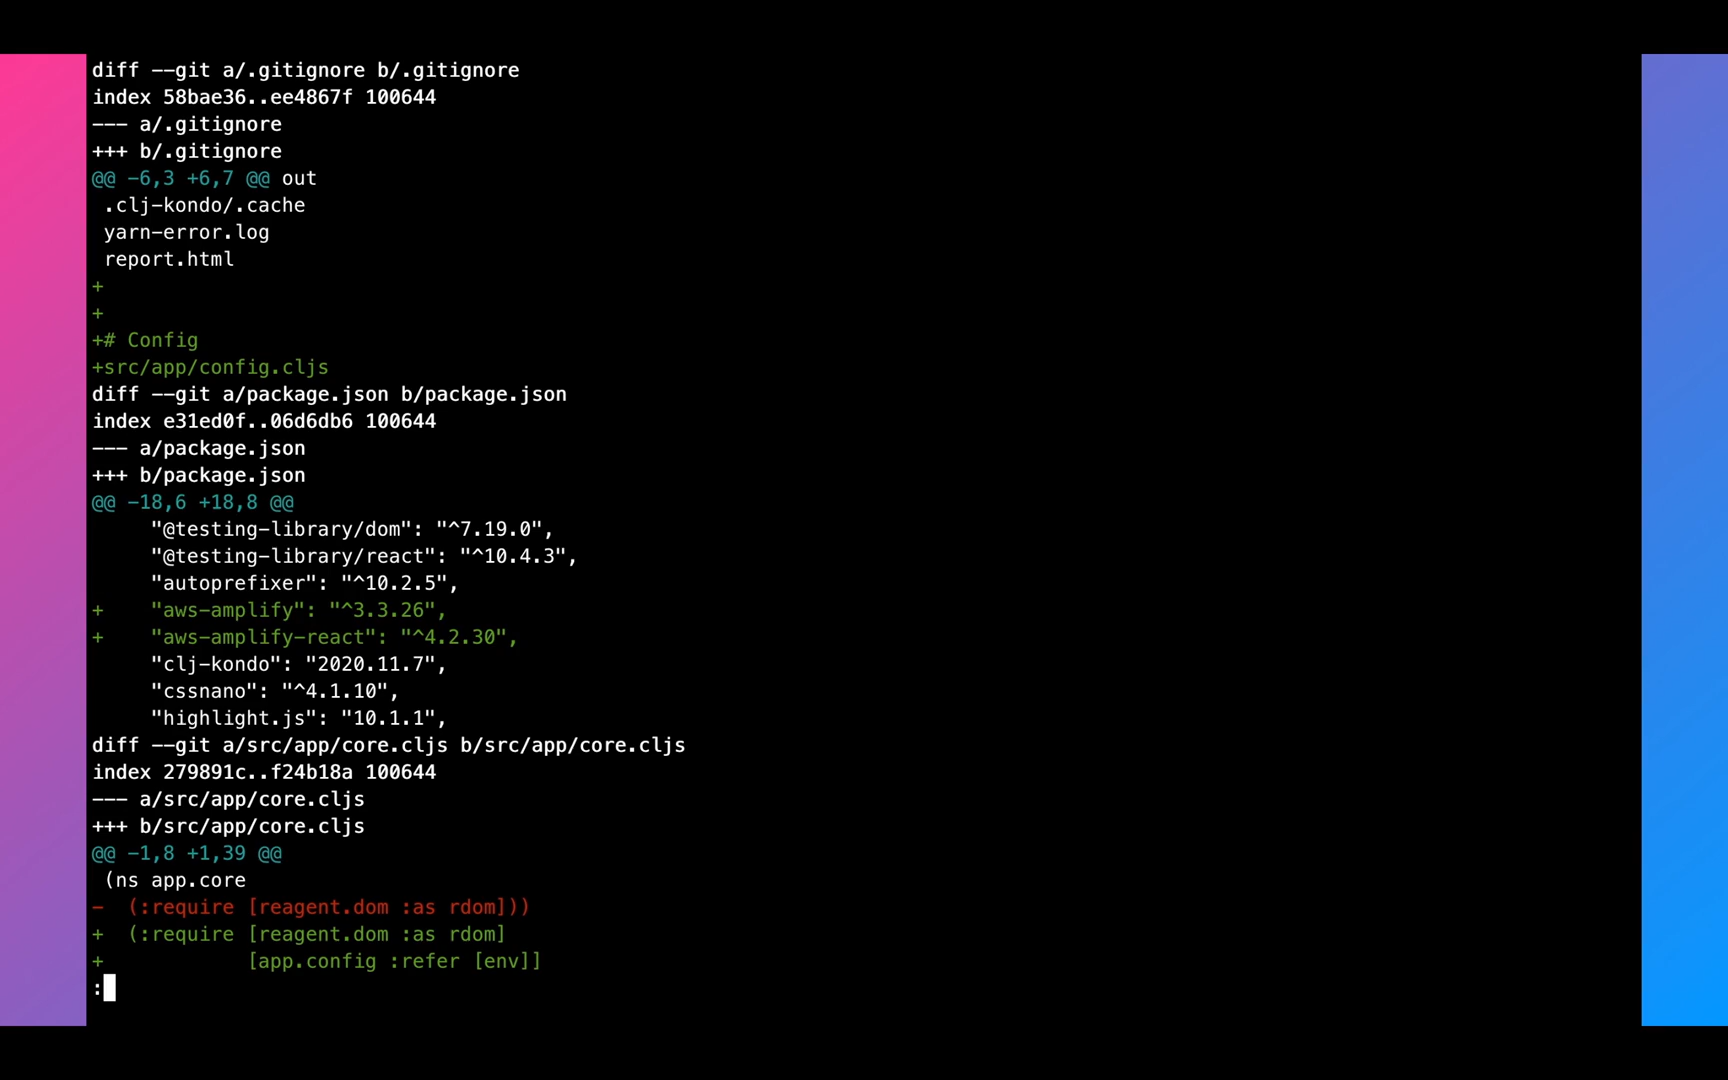 diff --git a/.gitignore b/.gitignore
index 58bae36..ee4867f 100644
--- a/.gitignore
+++ b/.gitignore
@@ -6,3 +6,7 @@ out
 .clj-kondo/.cache
 yarn-error.log
 report.html
+
+
+# Config
+src/app/config.cljs
diff --git a/package.json b/package.json
index e31ed0f..06d6db6 100644
--- a/package.json
+++ b/package.json
@@ -18,6 +18,8 @@
     "@testing-library/dom": "^7.19.0",
     "@testing-library/react": "^10.4.3",
     "autoprefixer": "^10.2.5",
+    "aws-amplify": "^3.3.26",
+    "aws-amplify-react": "^4.2.30",
     "clj-kondo": "2020.11.7",
     "cssnano": "^4.1.10",
     "highlight.js": "10.1.1",
diff --git a/src/app/core.cljs b/src/app/core.cljs
index 279891c..f24b18a 100644
--- a/src/app/core.cljs
+++ b/src/app/core.cljs
@@ -1,8 +1,39 @@
 (ns app.core
-  (:require [reagent.dom :as rdom]))
+  (:require [reagent.dom :as rdom]
+            [app.config :refer [env]]
: